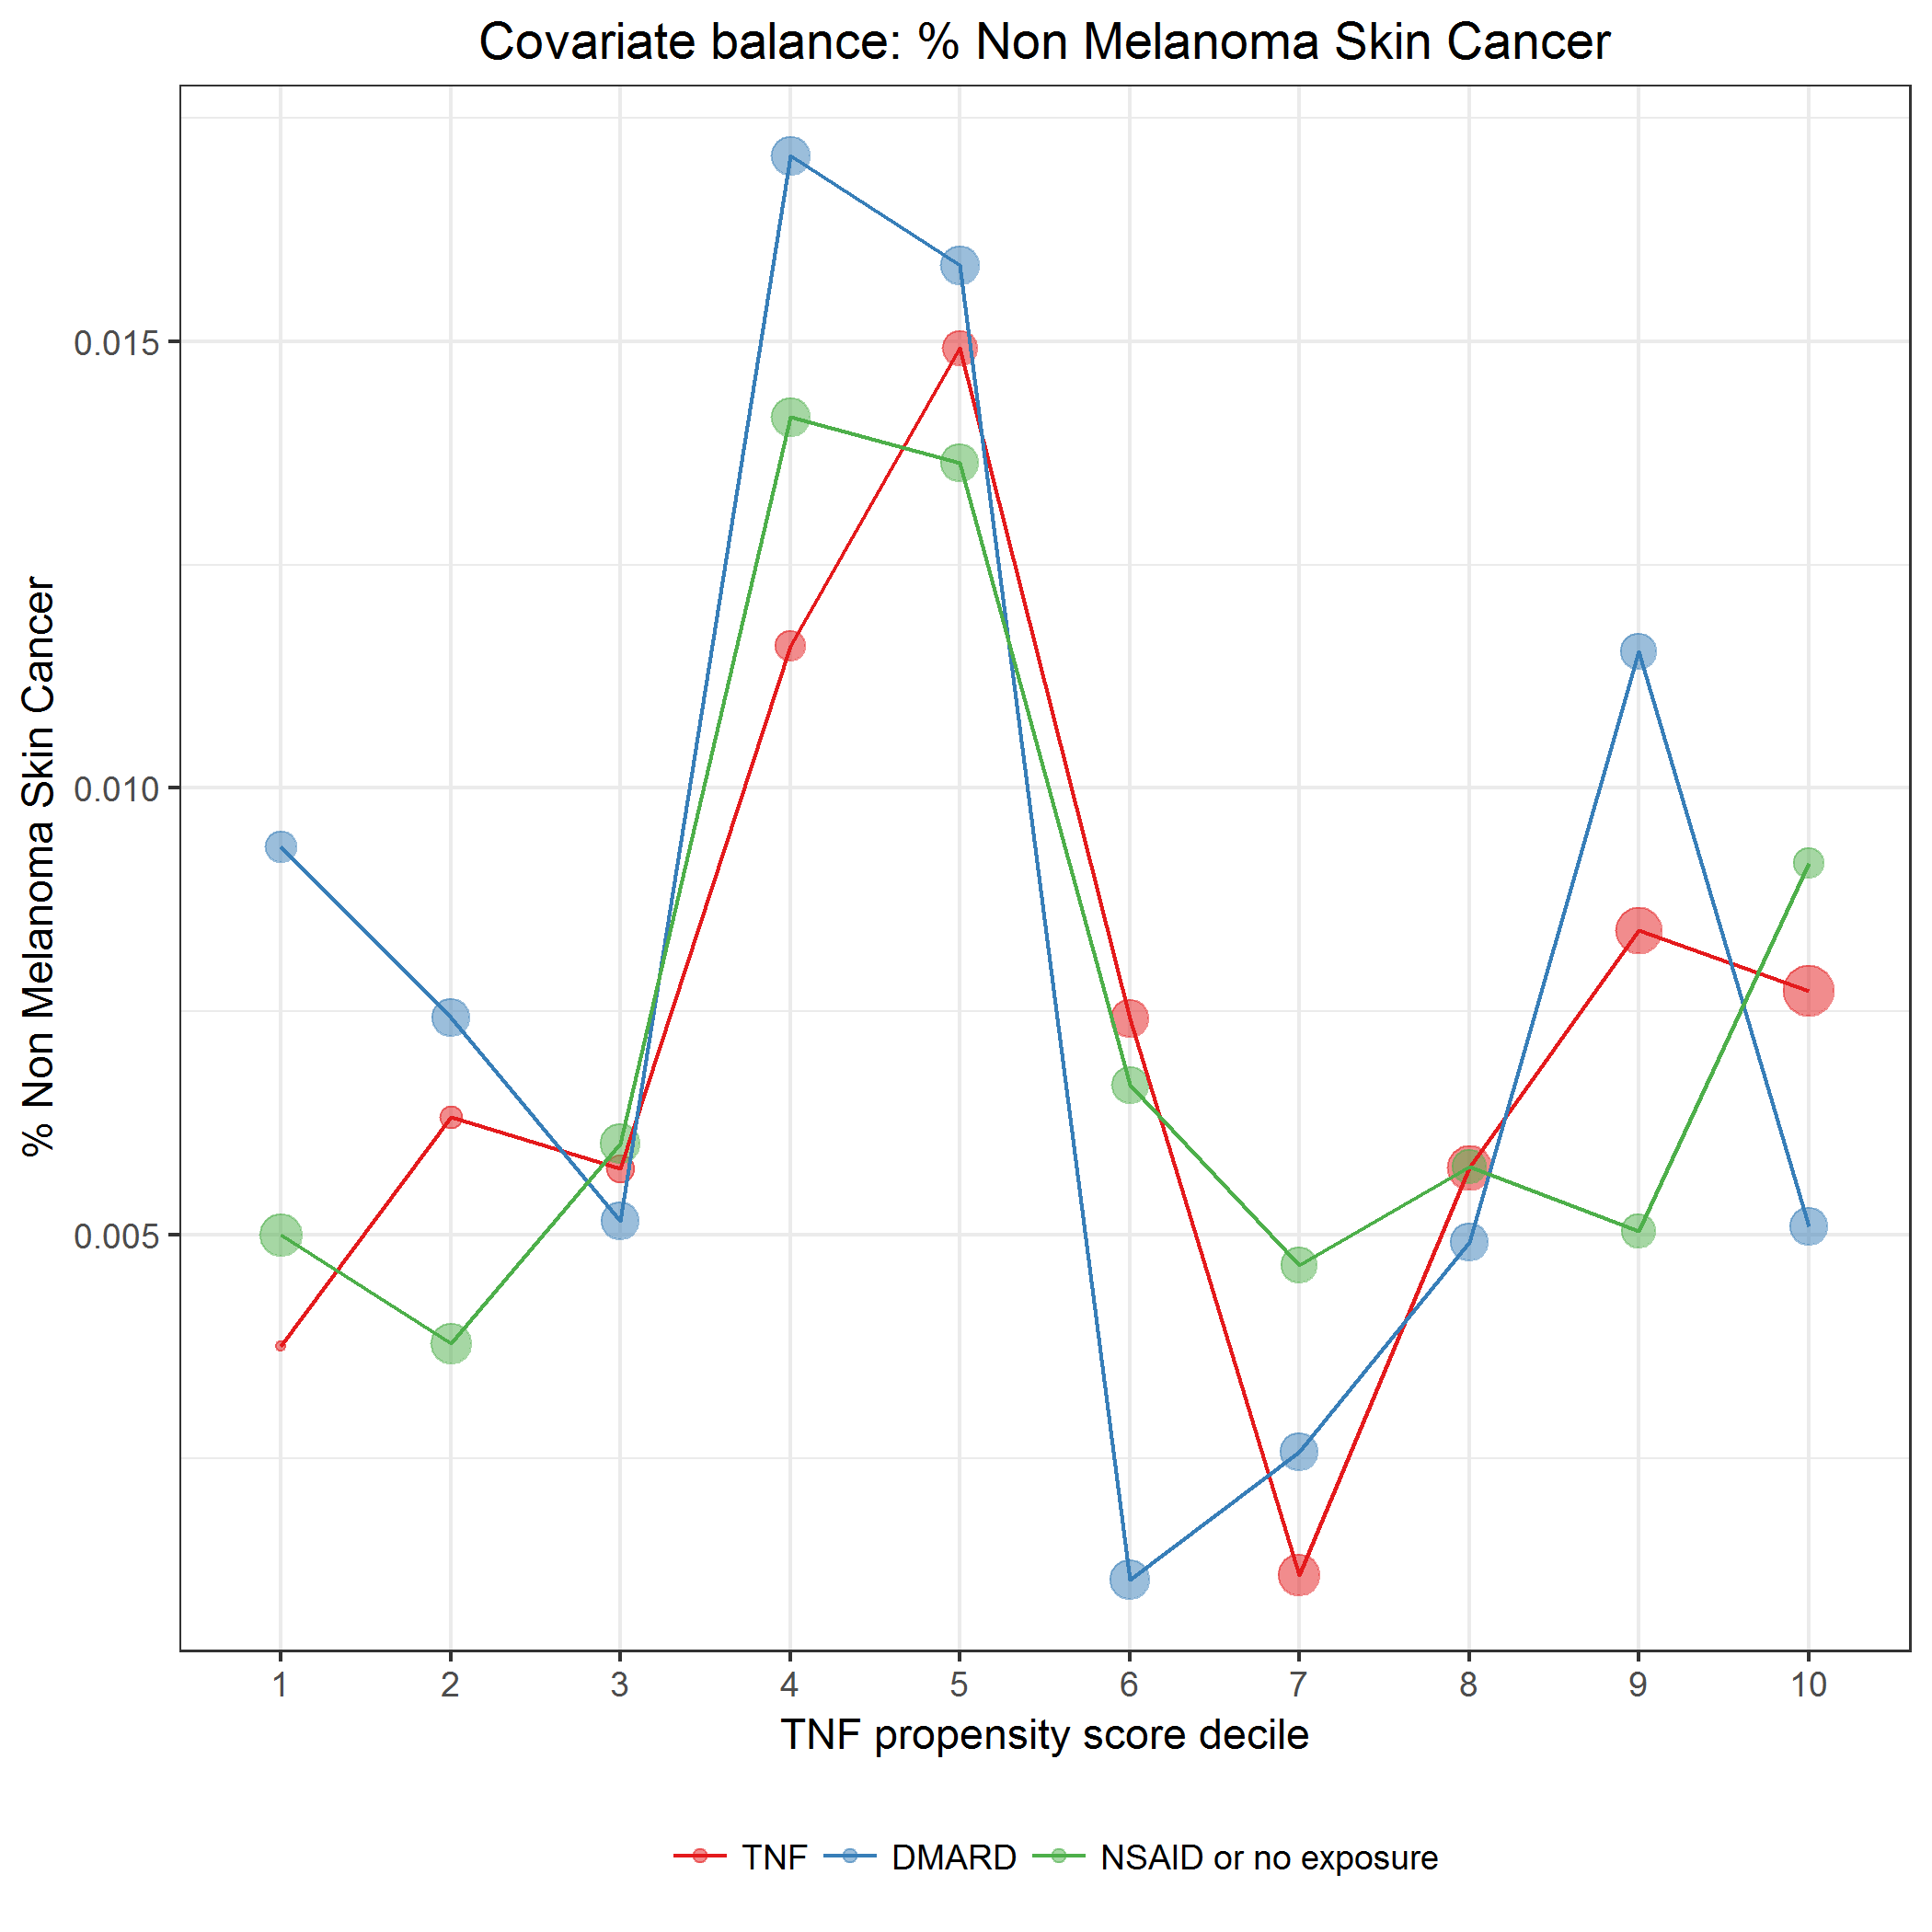 Covariate balance: % Non Melanoma Skin Cancer
% Non Melanoma Skin Cancer
0.015
0.010
0.005
1 2 3 4 5 6 7 8 9 10
TNF propensity score decile
TNF DMARD NSAID or no exposure